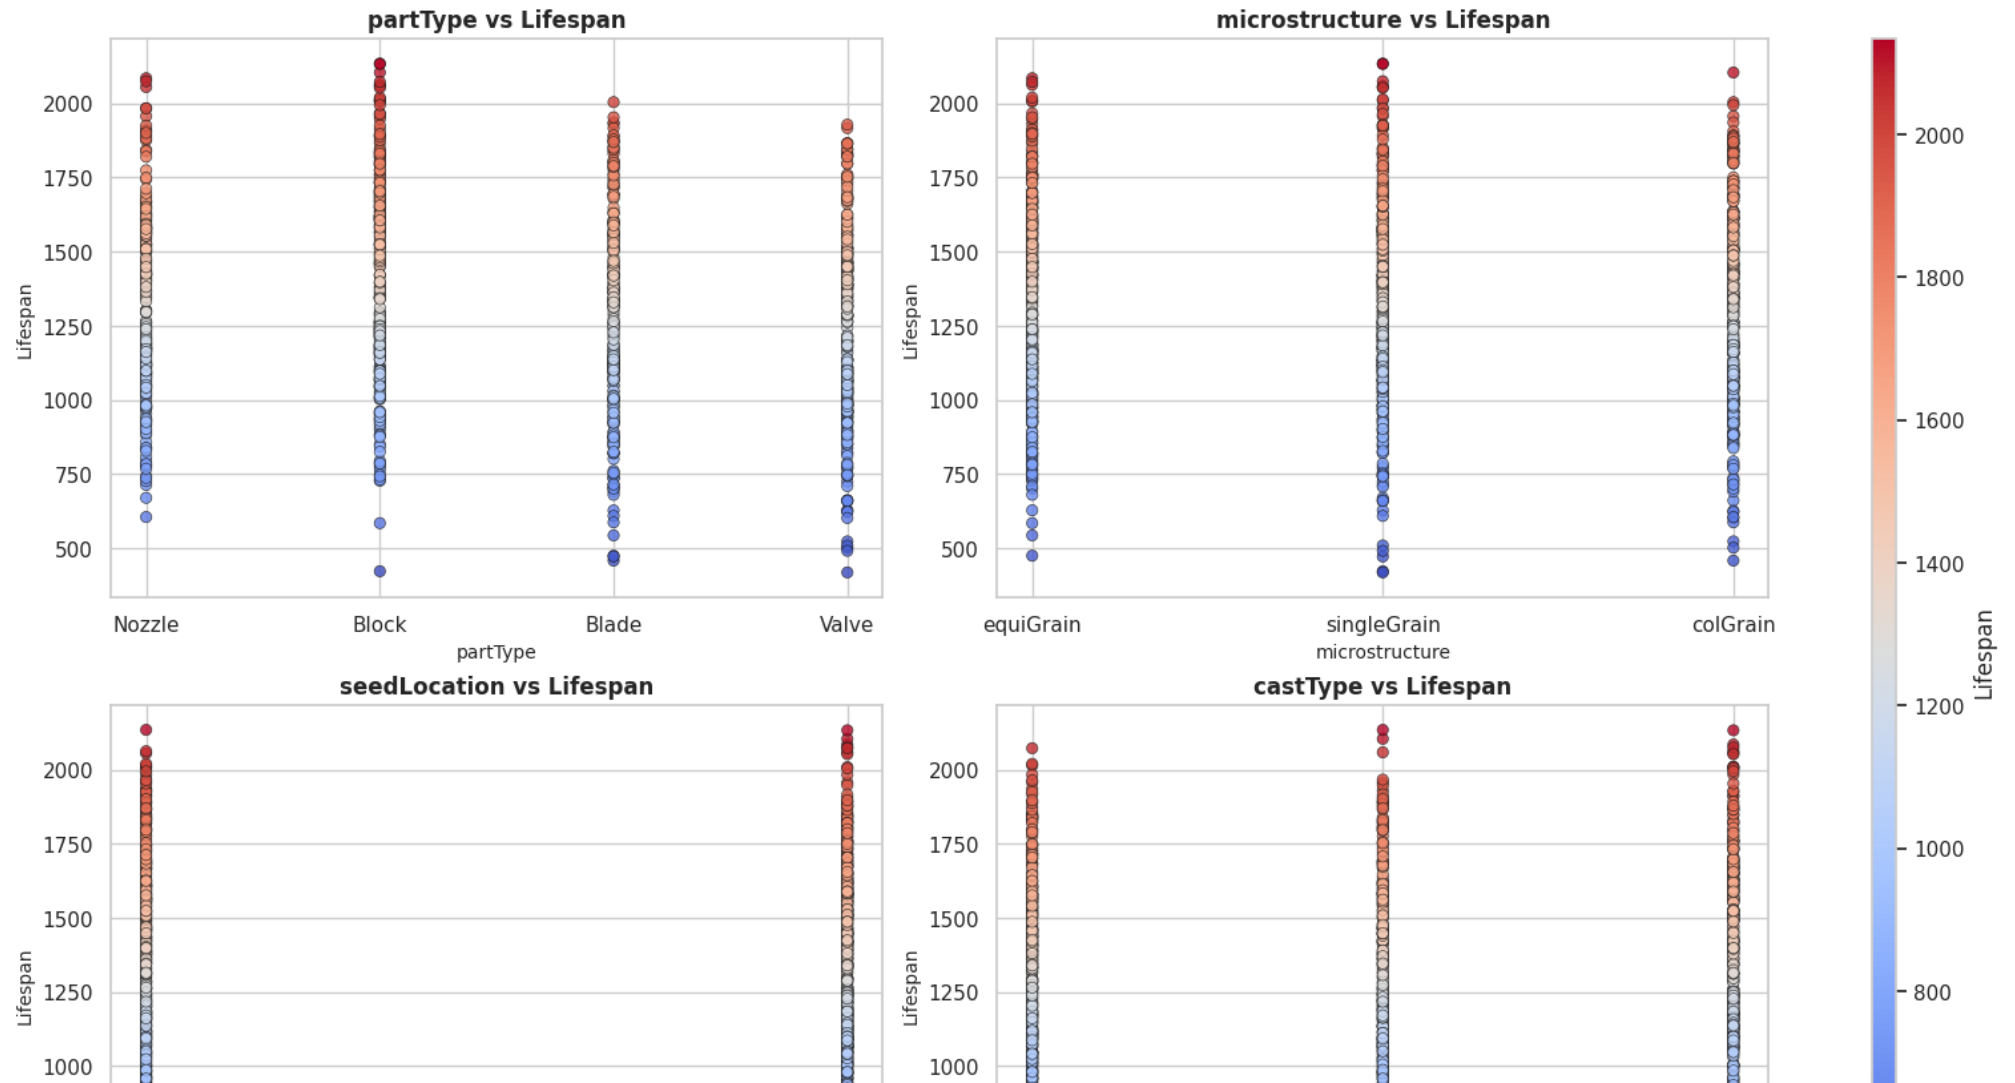 partType vs Lifespan
microstructure vs Lifespan
2000
1750
1500
1250
1000
750
500
Lifespan
Nozzle
Block
Blade
Valve
partType
2000
1750
1500
1250
1000
750
500
Lifespan
equiGrain
singleGrain
colGrain
microstructure
seedLocation vs Lifespan
castType vs Lifespan
2000
1750
1500
1250
1000
Lifespan
2000
1750
1500
1250
1000
Lifespan
2000
1800
1600
1400
1200
1000
800
Lifespan